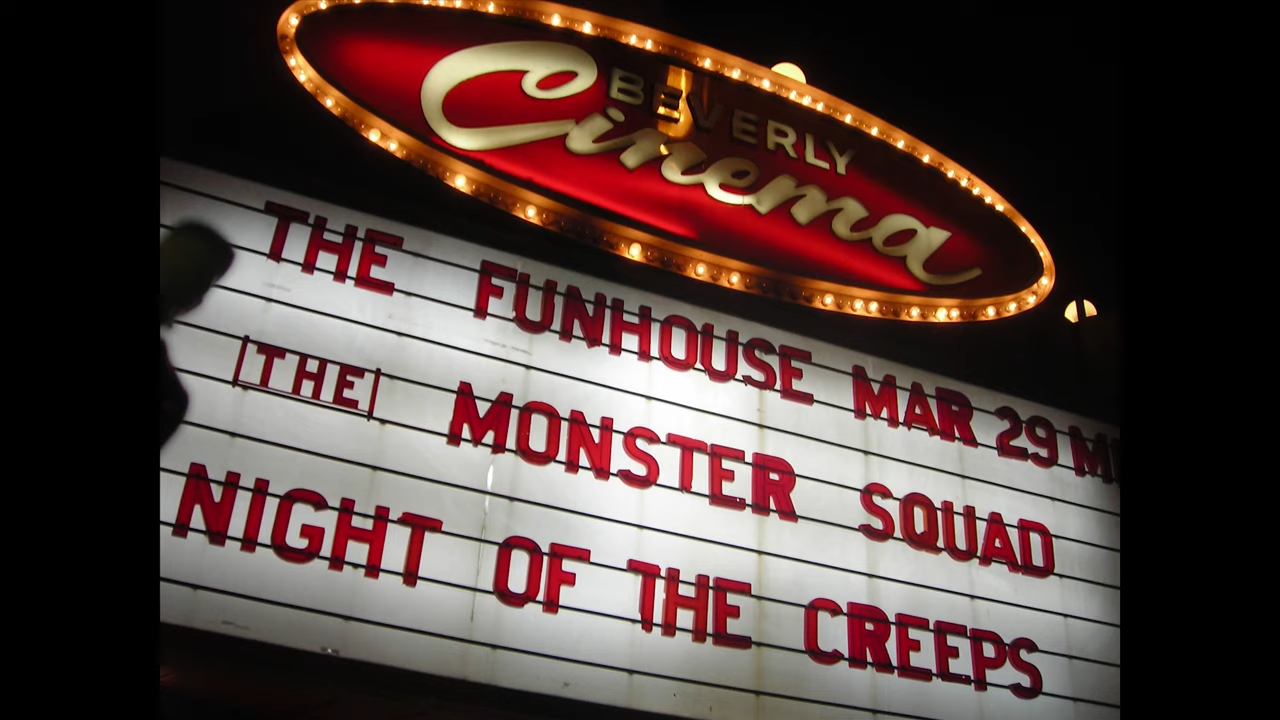 BEVERLY
Cinema
THE FUNHOUSE MAR 29
THE MONSTER SQUAD
NIGHT OF THE CREEPS